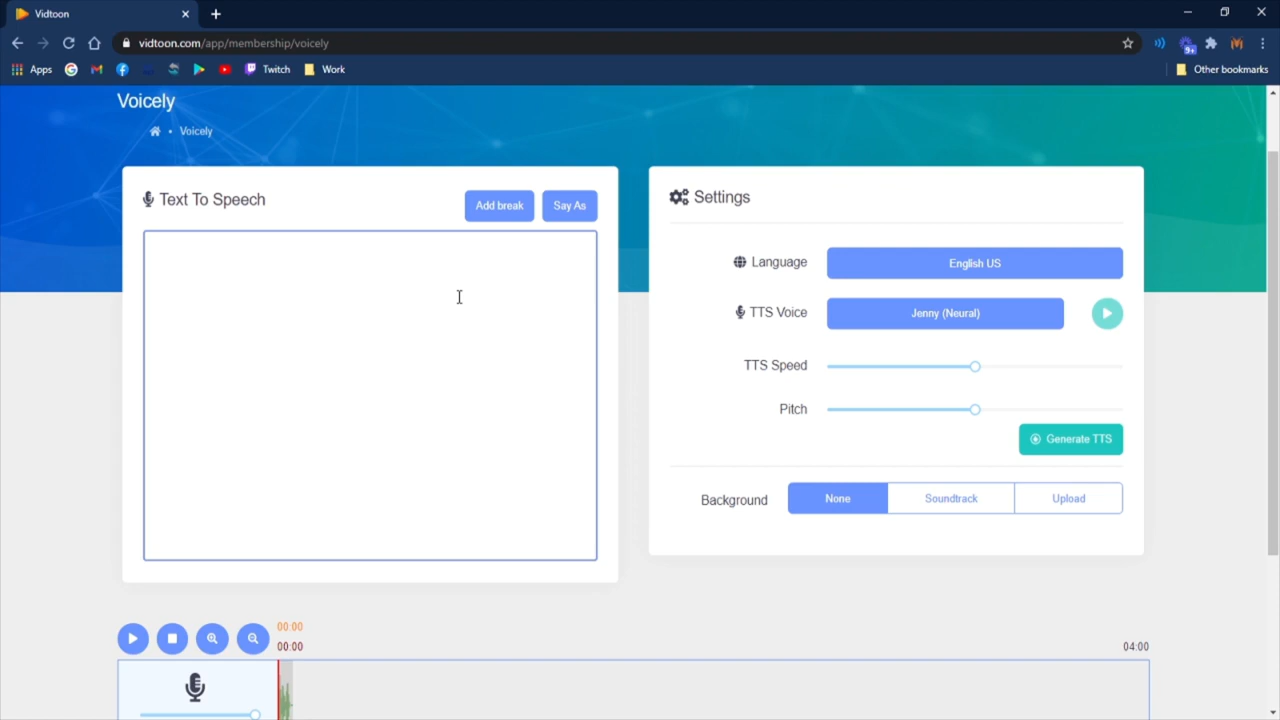 Vidtoon
vidtoon.com/app/membership/voicely
9+
Apps
Twitch
Work
Other bookmarks
Voicely
Voicely
Text To Speech
Add break
Say As
Settings
Language
English US
TTS Voice
Jenny (Neural)
TTS Speed
Pitch
Generate TTS
Background
None
Soundtrack
Upload
00:00
00:00
04:00